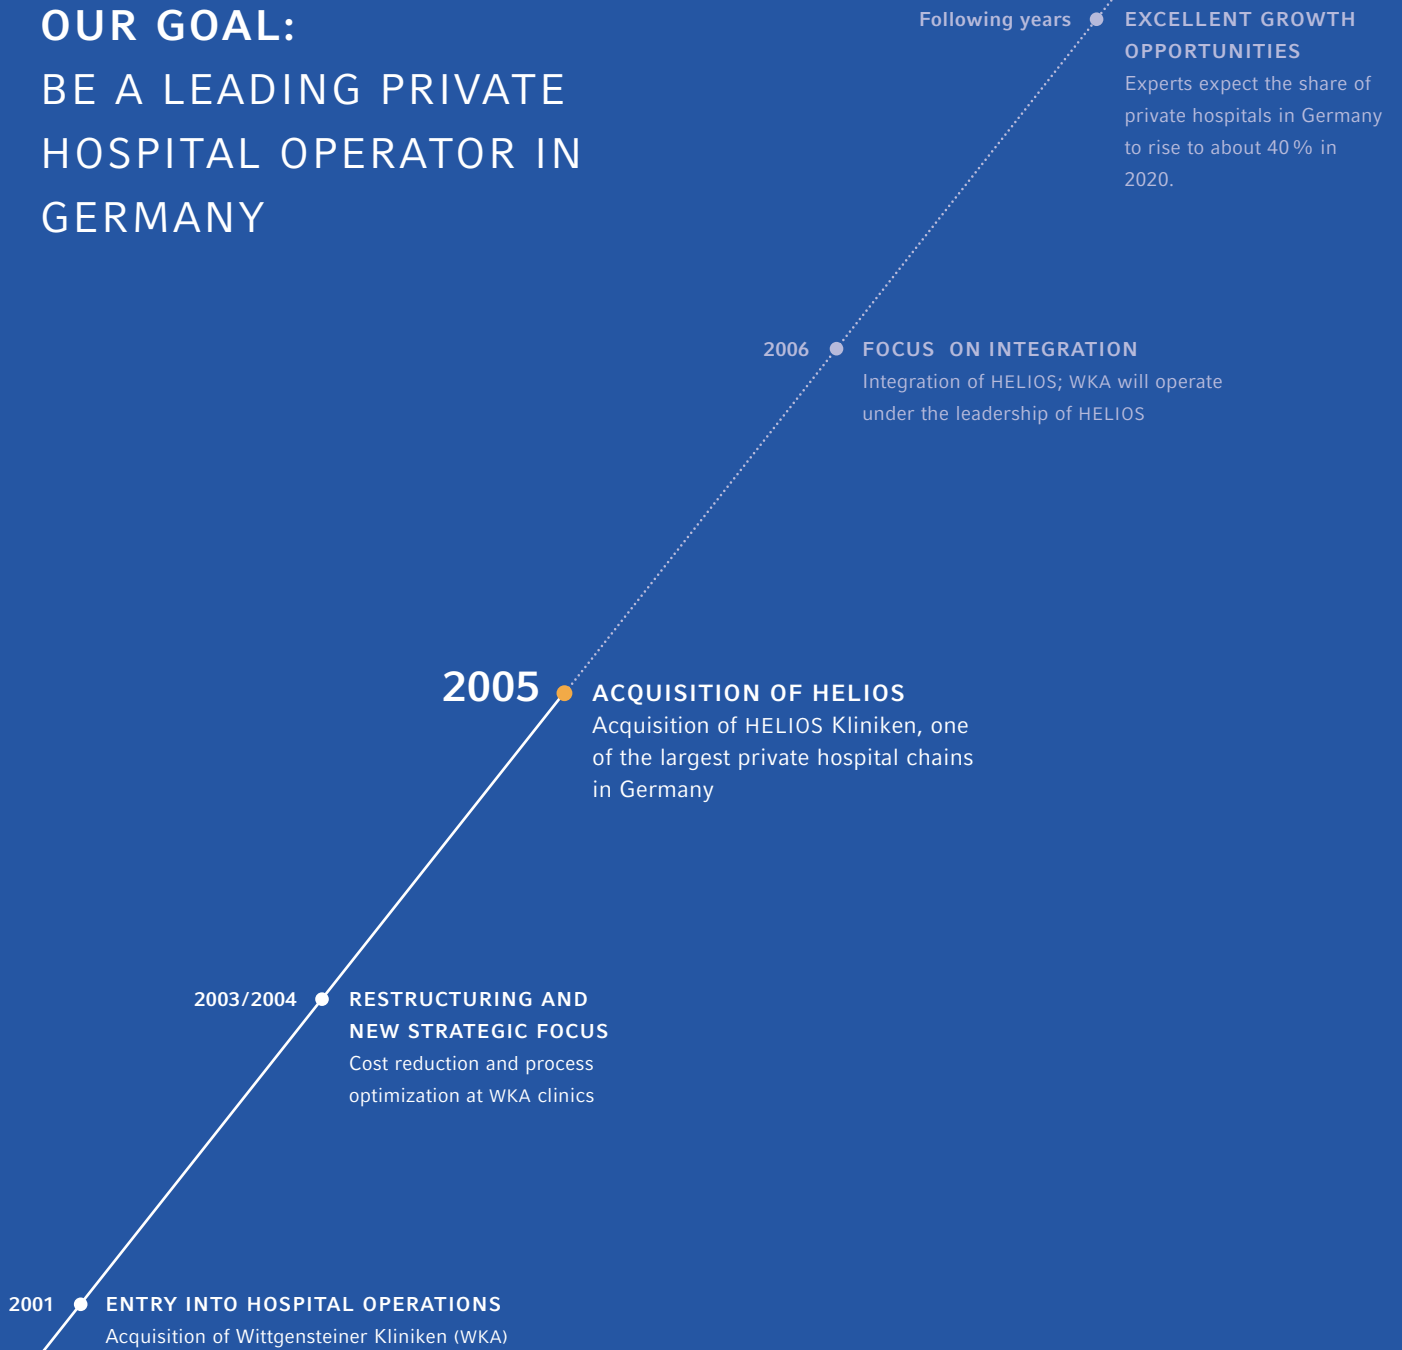 OUR GOAL:
BE A LEADING PRIVATE
HOSPITAL OPERATOR IN
GERMANY
Following years
EXCELLENT GROWTH
OPPORTUNITIES
Experts expect the share of
private hospitals in Germany
to rise to about 40 % in
2020.
2006
FOCUS ON INTEGRATION
Integration of HELIOS; WKA will operate
under the leadership of HELIOS
2005
ACQUISITION OF HELIOS
Acquisition of HELIOS Kliniken, one
of the largest private hospital chains
in Germany
2003/2004
RESTRUCTURING AND
NEW STRATEGIC FOCUS
Cost reduction and process
optimization at WKA clinics
2001
ENTRY INTO HOSPITAL OPERATIONS
Acquisition of Wittgensteiner Kliniken (WKA)